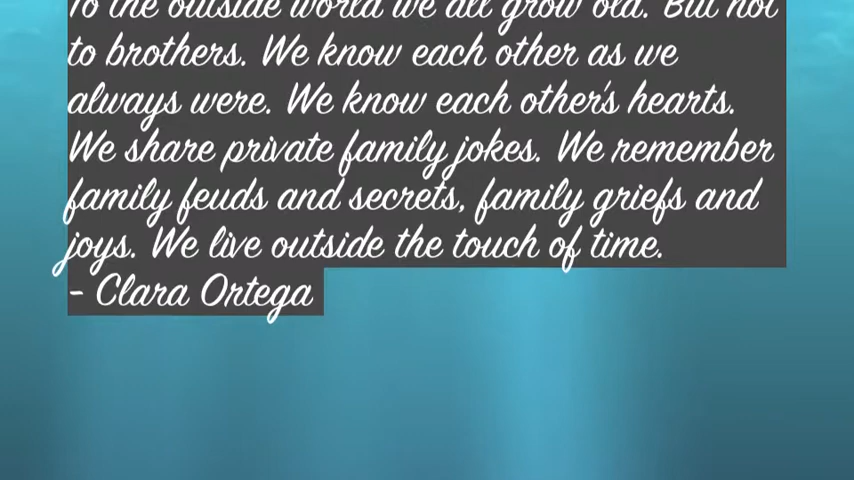 To the outside world we all grow old. But not
to brothers. We know each other as we
always were. We know each other's hearts.
We share private family jokes. We remember
family feuds and secrets, family griefs and
joys. We live outside the touch of time.
- Clara Ortega